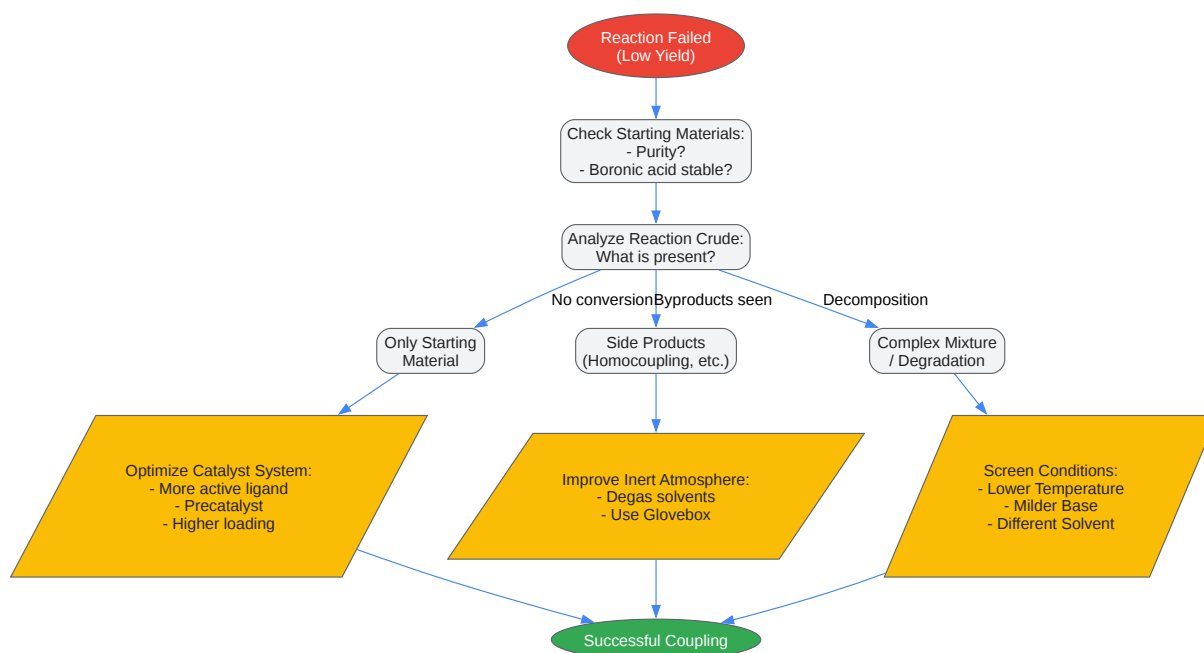 Reaction Failed
(Low Yield)
Check Starting Materials:
- Purity?
- Boronic acid stable?
Analyze Reaction Crude:
What is present?
No conversion
Byproducts seen
Decomposition
Only Starting
Material
Side Products
(Homocoupling, etc.)
Complex Mixture
/ Degradation
Optimize Catalyst System:
- More active ligand
- Precatalyst
- Higher loading
Improve Inert Atmosphere:
- Degas solvents
- Use Glovebox
Screen Conditions:
- Lower Temperature
- Milder Base
- Different Solvent
Successful Coupling